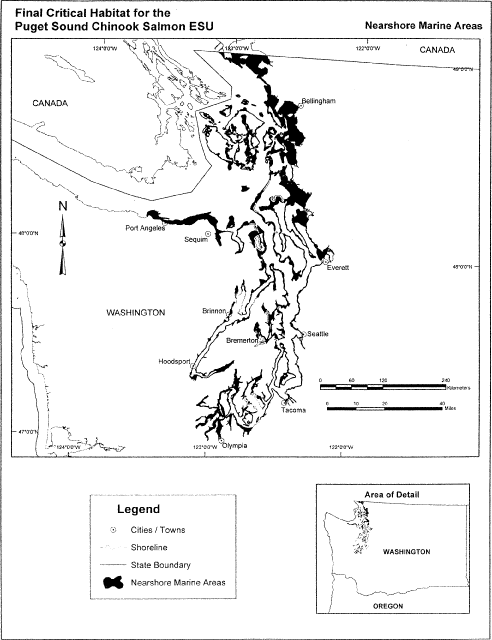 Final Critical Habitat for the
Puget Sound Chinook Salmon ESU
Nearshore Marine Areas
124°0'0"W
123°0'0"W
122°0'0"W
CANADA
49°0'0"N
CANADA
Bellingham
N
Port Angeles
Sequim
48°0'0"N
48°0'0"N
Everett
WASHINGTON
Brinnon
Seattle
Bremerton
Hoodsport
0 60 120 240
Kilometers
0 10 20 40
Miles
Tacoma
Olympia
47°0'0"N
124°0'0"W
123°0'0"W
122°0'0"W
Legend
Cities / Towns
Shoreline
State Boundary
Nearshore Marine Areas
Area of Detail
WASHINGTON
OREGON